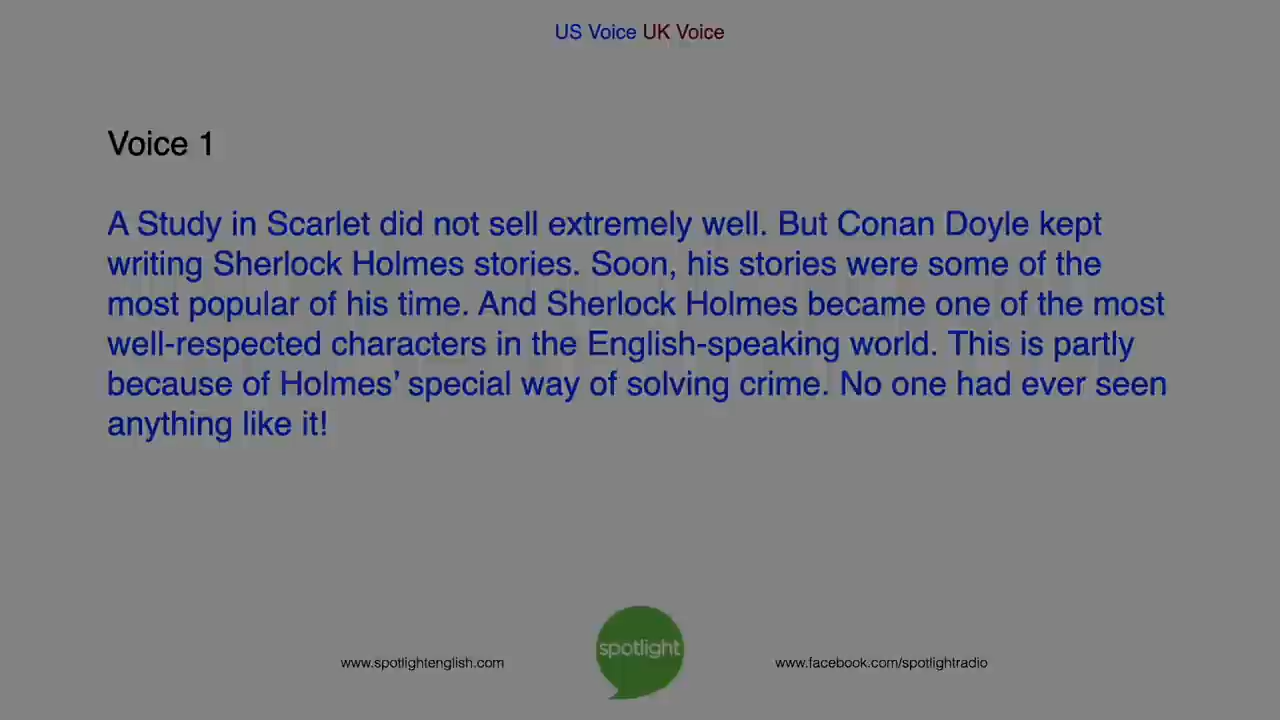 US Voice UK Voice
Voice 1
A Study in Scarlet did not sell extremely well. But Conan Doyle kept
writing Sherlock Holmes stories. Soon, his stories were some of the
most popular of his time. And Sherlock Holmes became one of the most
well-respected characters in the English-speaking world. This is partly
because of Holmes’ special way of solving crime. No one had ever seen
anything like it!
spotlight
www.spotlightenglish.com
www.facebook.com/spotlightradio